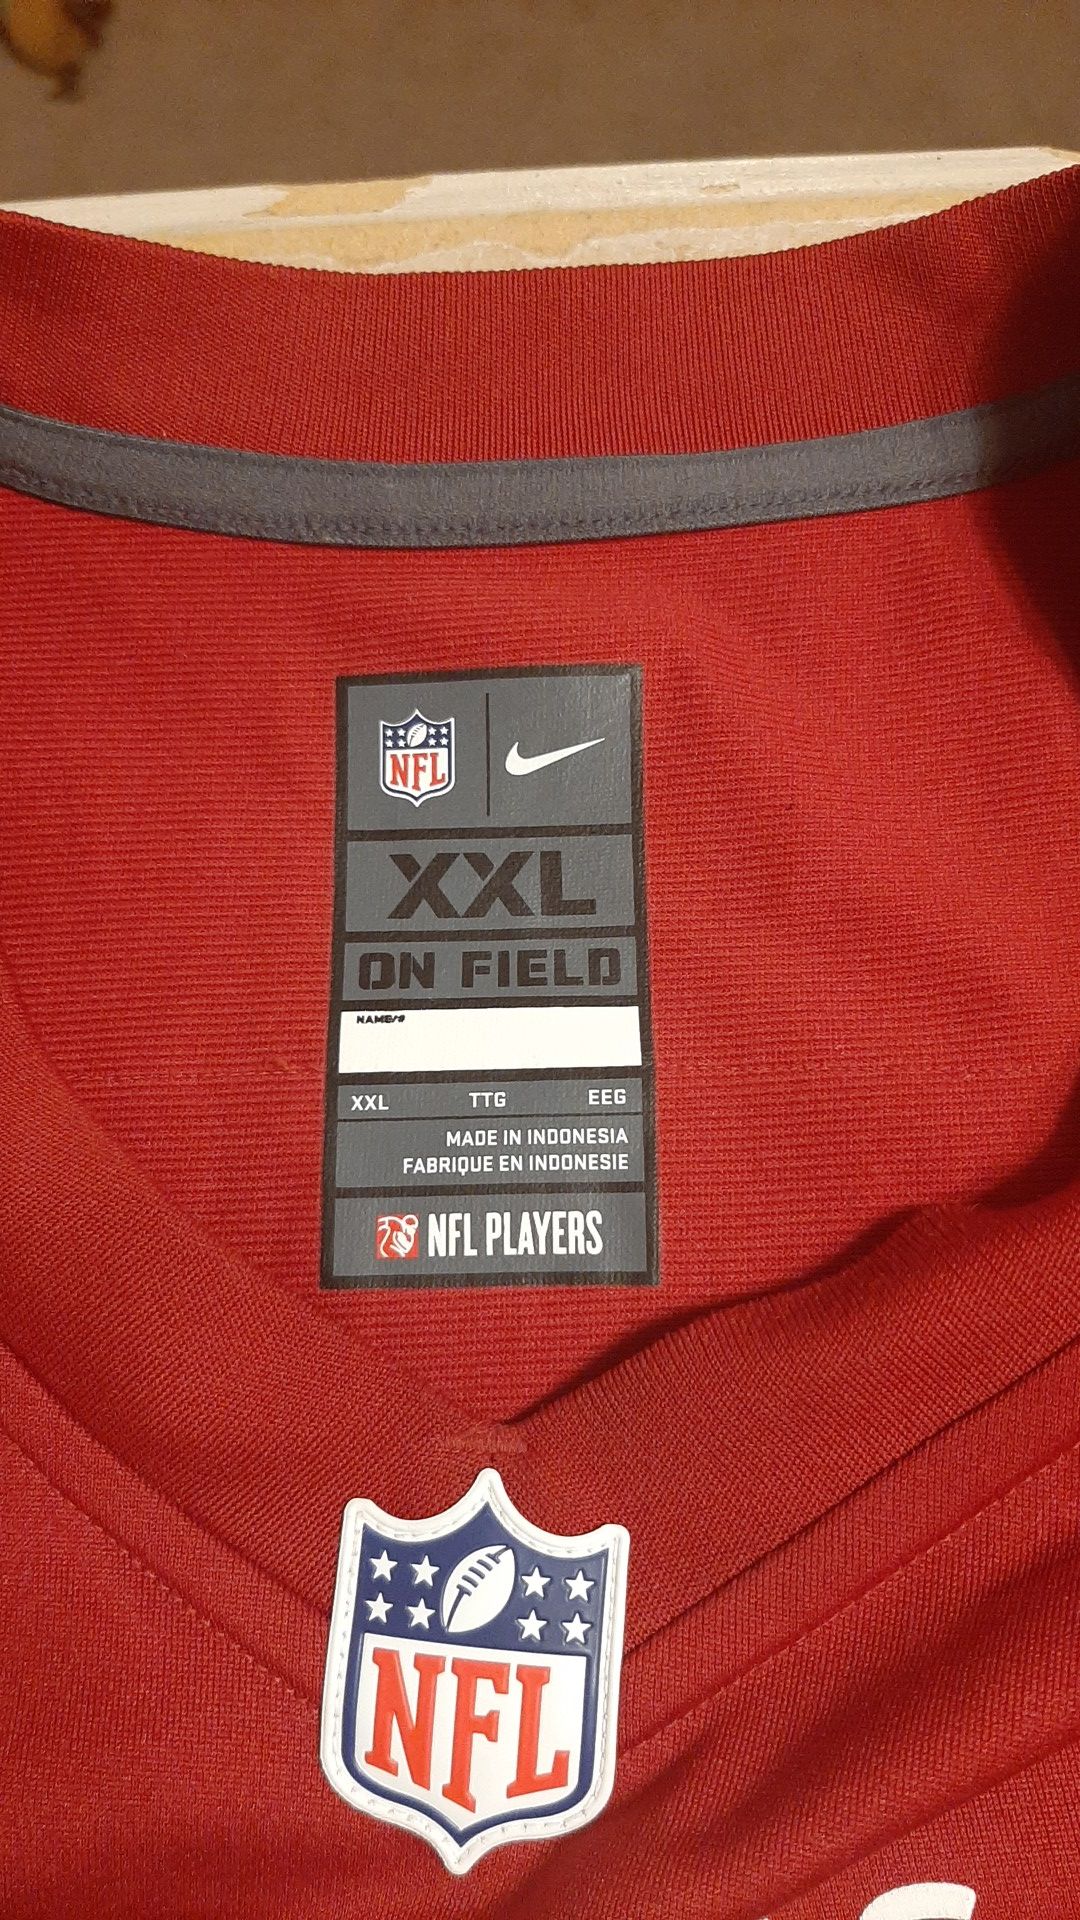 NFL
XXL
ON FIELD
NAME/#
XXL TTG EEG
MADE IN INDONESIA
FABRIQUE EN INDONESIE
NFL PLAYERS
NFL